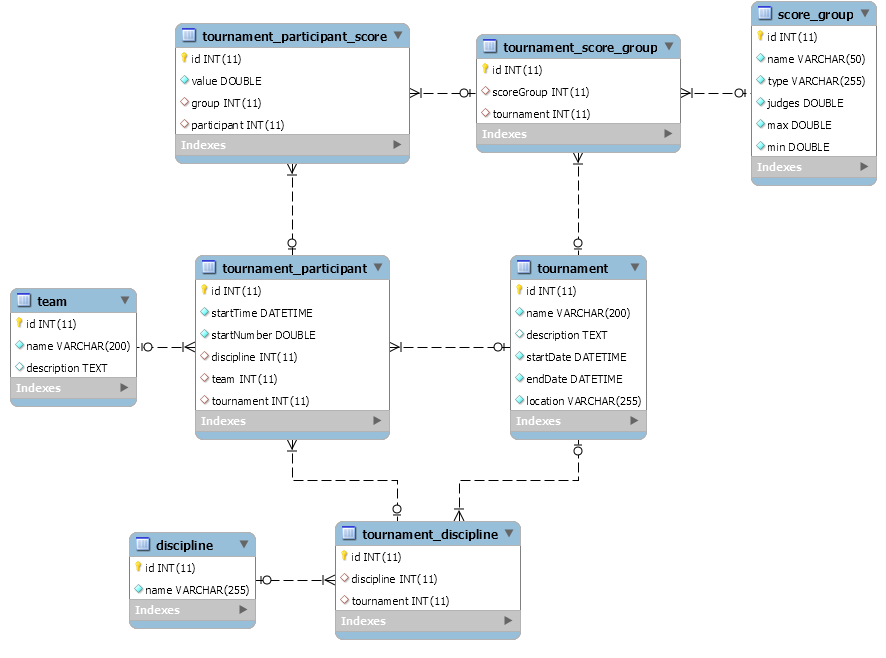 tournament_participant_score
id INT(11)
value DOUBLE
group INT(11)
participant INT(11)
Indexes
tournament_score_group
id INT(11)
scoreGroup INT(11)
tournament INT(11)
Indexes
score_group
id INT(11)
name VARCHAR(50)
type VARCHAR(255)
judges DOUBLE
max DOUBLE
min DOUBLE
Indexes
team
id INT(11)
name VARCHAR(200)
description TEXT
Indexes
tournament_participant
id INT(11)
startTime DATETIME
startNumber DOUBLE
discipline INT(11)
team INT(11)
tournament INT(11)
Indexes
tournament
id INT(11)
name VARCHAR(200)
description TEXT
startDate DATETIME
endDate DATETIME
location VARCHAR(255)
Indexes
discipline
id INT(11)
name VARCHAR(255)
Indexes
tournament_discipline
id INT(11)
discipline INT(11)
tournament INT(11)
Indexes